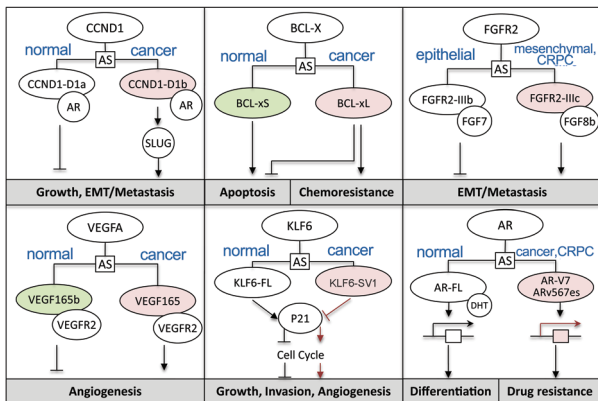 CCND1
normal
cancer
AS
CCND1-D1a
AR
CCND1-D1b
AR
SLUG
Growth, EMT/Metastasis
BCL-X
normal
cancer
AS
BCL-xS
BCL-xL
Apoptosis
Chemoresistance
FGFR2
epithelial
mesenchymal,
CRPC
AS
FGFR2-IIIb
FGF7
FGFR2-IIIc
FGF8b
EMT/Metastasis
VEGFA
normal
cancer
AS
VEGF165b
VEGFR2
VEGF165
VEGFR2
Angiogenesis
KLF6
normal
cancer
AS
KLF6-FL
KLF6-SV1
P21
Cell Cycle
Growth, Invasion, Angiogenesis
AR
normal
cancer,CRPC
AS
AR-FL
DHT
AR-V7
ARv567es
Differentiation
Drug resistance